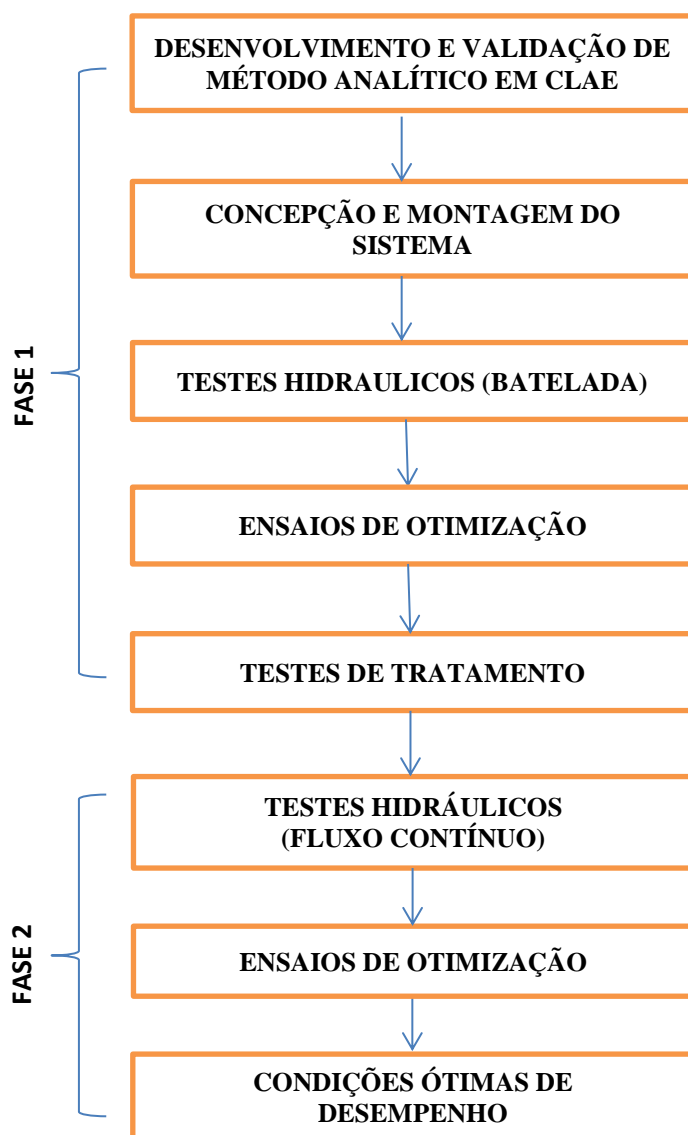 DESENVOLVIMENTO E VALIDAÇÃO DE
MÉTODO ANALÍTICO EM CLAE
CONCEPÇÃO E MONTAGEM DO
SISTEMA
FASE 1
TESTES HIDRAULICOS (BATELADA)
ENSAIOS DE OTIMIZAÇÃO
TESTES DE TRATAMENTO
TESTES HIDRÁULICOS
(FLUXO CONTÍNUO)
FASE 2
ENSAIOS DE OTIMIZAÇÃO
CONDIÇÕES ÓTIMAS DE
DESEMPENHO